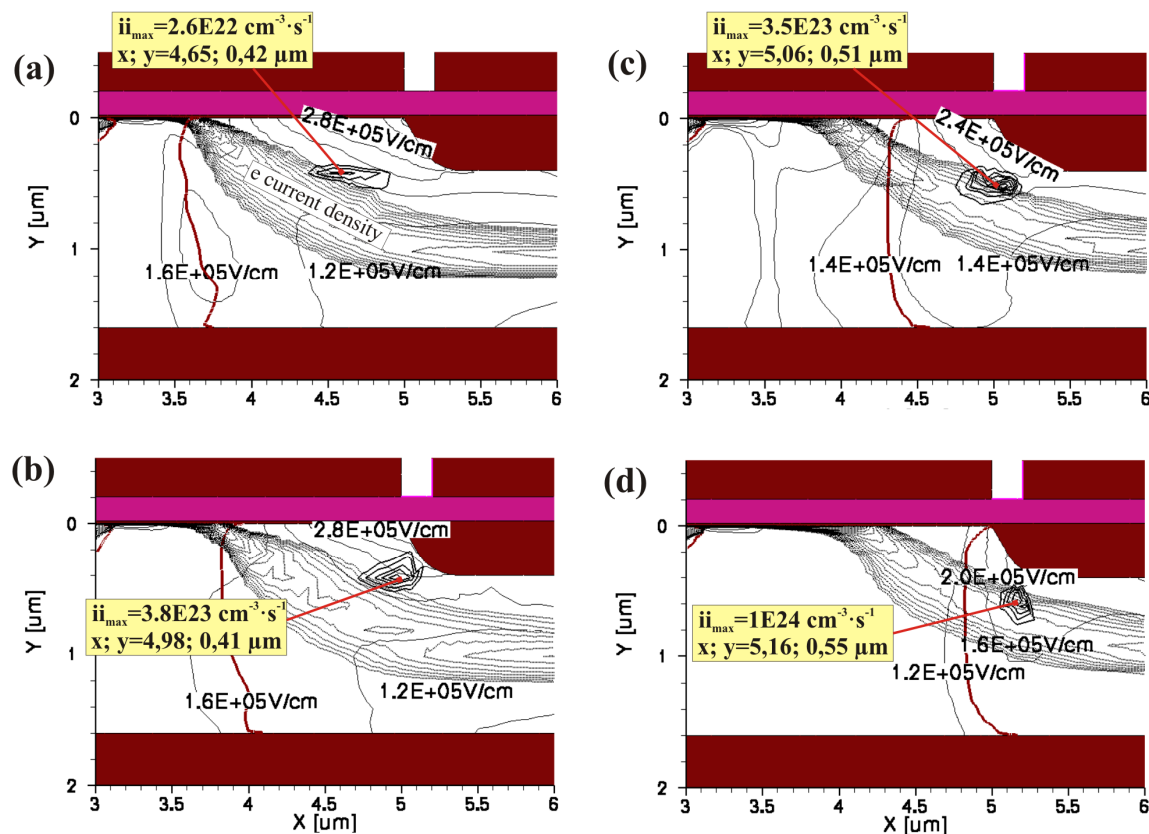 (a)
ii_max=2.6E22 cm⁻³·s⁻¹
x; y=4,65; 0,42 µm
2.8E+05V/cm
e current density
1.6E+05V/cm
1.2E+05V/cm
Y [um]
0
1
2
3
3.5
4
4.5
5
5.5
6
(c)
ii_max=3.5E23 cm⁻³·s⁻¹
x; y=5,06; 0,51 µm
2.4E+05V/cm
1.4E+05V/cm
1.4E+05V/cm
Y [um]
0
1
2
3
3.5
4
4.5
5
5.5
6
(b)
2.8E+05V/cm
ii_max=3.8E23 cm⁻³·s⁻¹
x; y=4,98; 0,41 µm
1.6E+05V/cm
1.2E+05V/cm
Y [um]
0
1
2
3
3.5
4
4.5
5
5.5
6
X [um]
(d)
2.0E+05V/cm
ii_max=1E24 cm⁻³·s⁻¹
x; y=5,16; 0,55 µm
1.6E+05V/cm
1.2E+05V/cm
Y [um]
0
1
2
3
3.5
4
4.5
5
5.5
6
X [um]